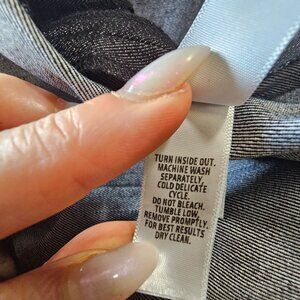 TURN INSIDE OUT.
MACHINE WASH
SEPARATELY,
COLD DELICATE
CYCLE.
DO NOT BLEACH.
TUMBLE LOW,
REMOVE PROMPTLY.
FOR BEST RESULTS
DRY CLEAN.